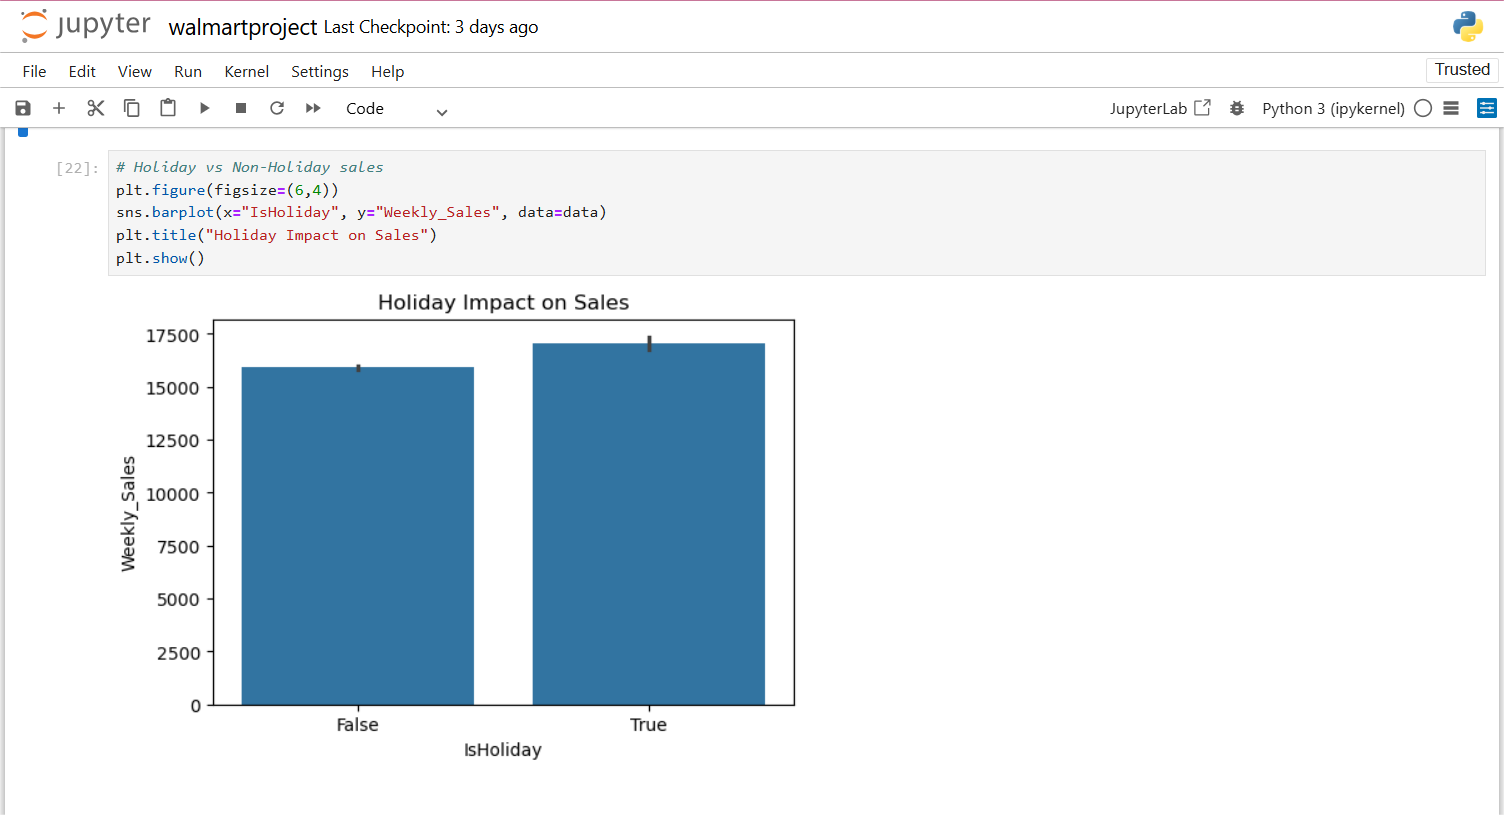 jupyter walmartproject Last Checkpoint: 3 days ago
File Edit View Run Kernel Settings Help Trusted
Code JupyterLab Python 3 (ipykernel)
[22]: # Holiday vs Non-Holiday sales
plt.figure(figsize=(6,4))
sns.barplot(x="IsHoliday", y="Weekly_Sales", data=data)
plt.title("Holiday Impact on Sales")
plt.show()
Holiday Impact on Sales
17500
15000
12500
10000
7500
5000
2500
0
Weekly_Sales
False True
IsHoliday